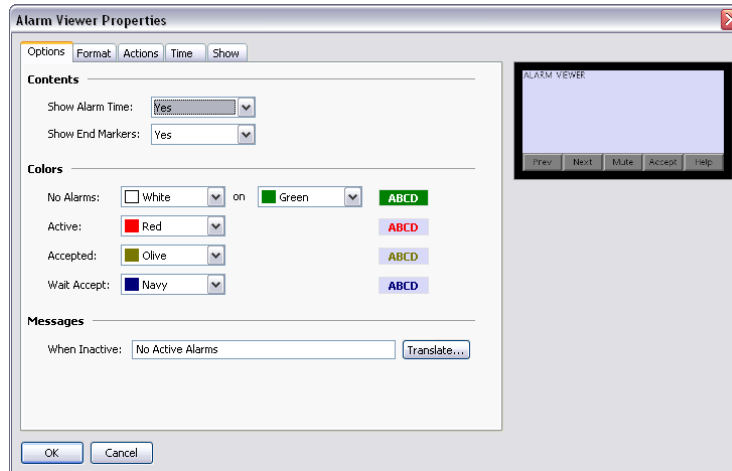 Alarm Viewer Properties
Options Format Actions Time Show
Contents
Show Alarm Time: Yes
Show End Markers: Yes
Colors
No Alarms: White on Green ABCD
Active: Red ABCD
Accepted: Olive ABCD
Wait Accept: Navy ABCD
Messages
When Inactive: No Active Alarms Translate...
OK Cancel
ALARM VIEWER
Prev Next Mute Accept Help